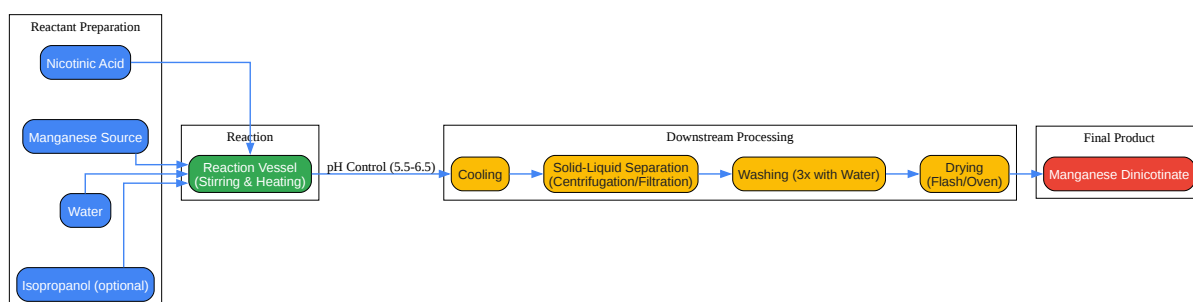 Reactant Preparation
Nicotinic Acid
Manganese Source
Water
Isopropanol (optional)
Reaction
Reaction Vessel
(Stirring & Heating)
pH Control (5.5-6.5)
Downstream Processing
Cooling
Solid-Liquid Separation
(Centrifugation/Filtration)
Washing (3x with Water)
Drying
(Flash/Oven)
Final Product
Manganese Dinicotinate